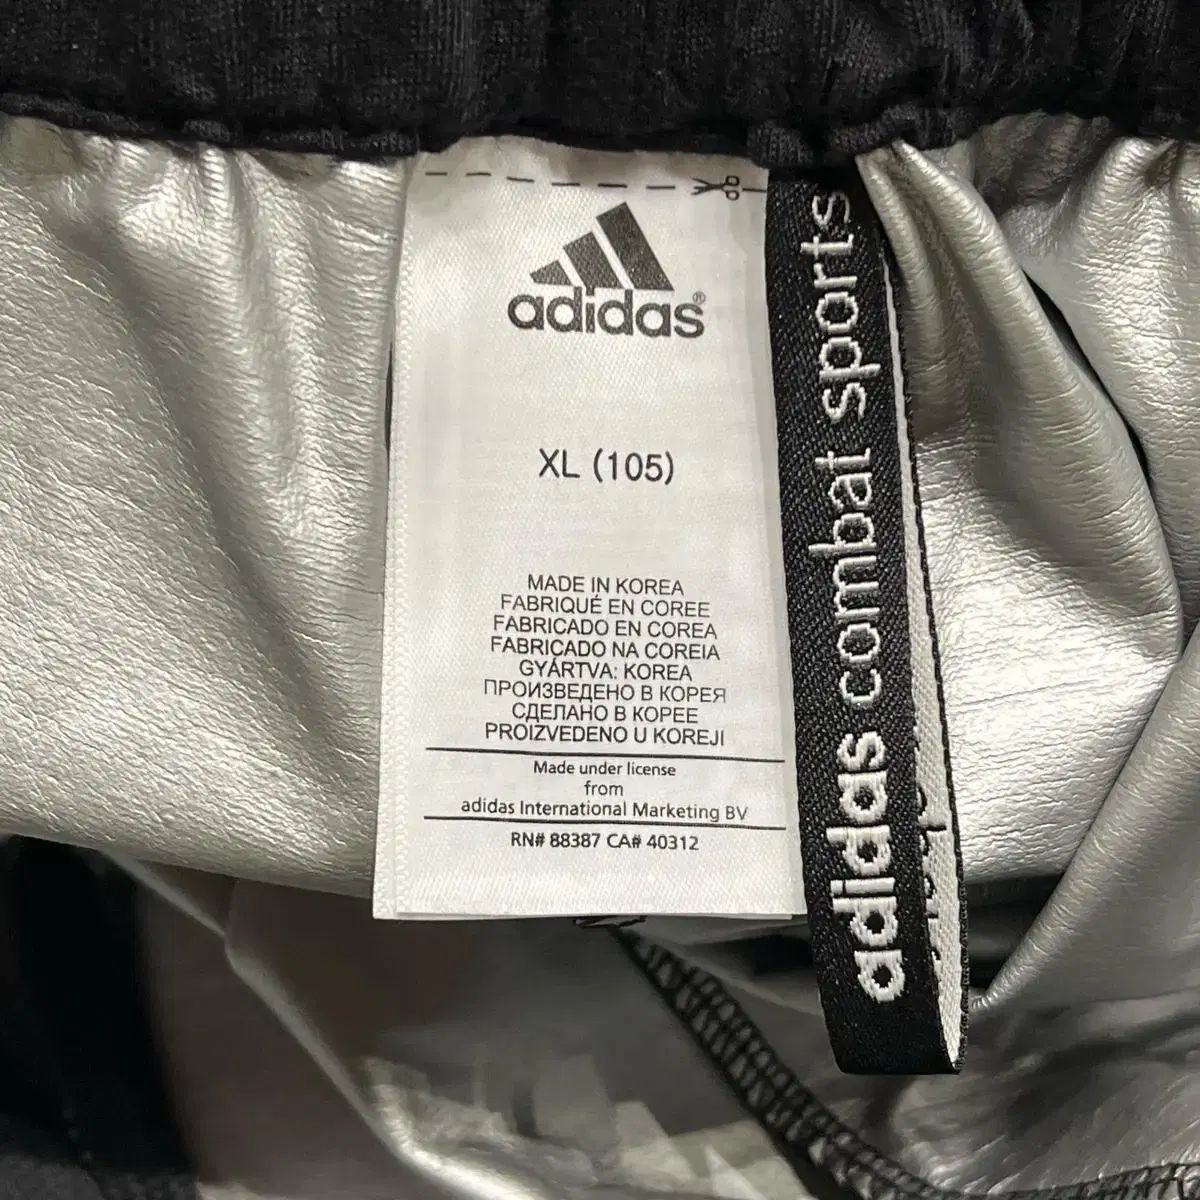 adidas®
XL (105)
MADE IN KOREA
FABRIQUÉ EN COREE
FABRICADO EN COREA
FABRICADO NA COREIA
GYÁRTVA: KOREA
ПРОИЗВЕДЕНО В КОРЕЯ
СДЕЛАНО В КОРЕЕ
PROIZVEDENO U KOREJI
Made under license
from
adidas International Marketing BV
RN# 88387 CA# 40312
adidas combat sports